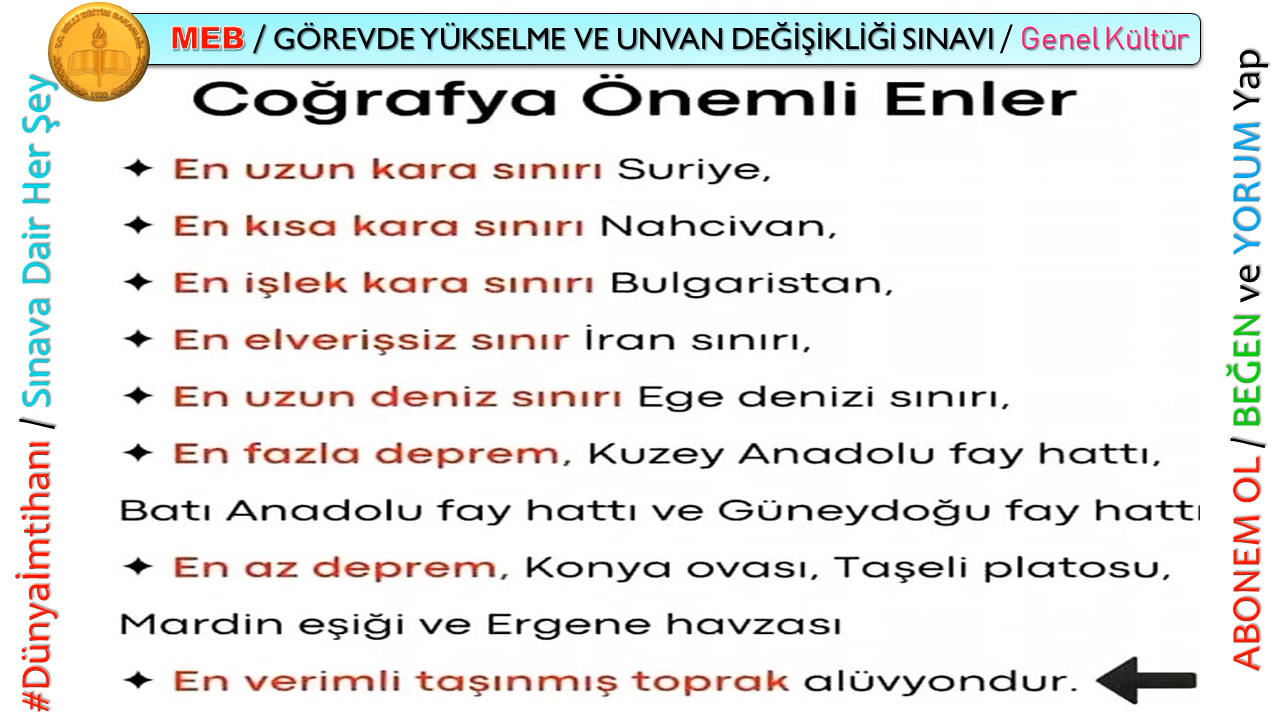 MEB / GÖREVDE YÜKSELME VE UNVAN DEĞİŞİKLİĞİ SINAVI / Genel Kültür
#Dünyaİmtihanı / Sınava Dair Her Şey
Coğrafya Önemli Enler
✦ En uzun kara sınırı Suriye,
✦ En kısa kara sınırı Nahcivan,
✦ En işlek kara sınırı Bulgaristan,
✦ En elverişsiz sınır İran sınırı,
✦ En uzun deniz sınırı Ege denizi sınırı,
✦ En fazla deprem, Kuzey Anadolu fay hattı,
Batı Anadolu fay hattı ve Güneydoğu fay hattı
✦ En az deprem, Konya ovası, Taşeli platosu,
Mardin eşiği ve Ergene havzası
✦ En verimli taşınmış toprak alüvyondur.
ABONEM OL / BEĞEN ve YORUM Yap